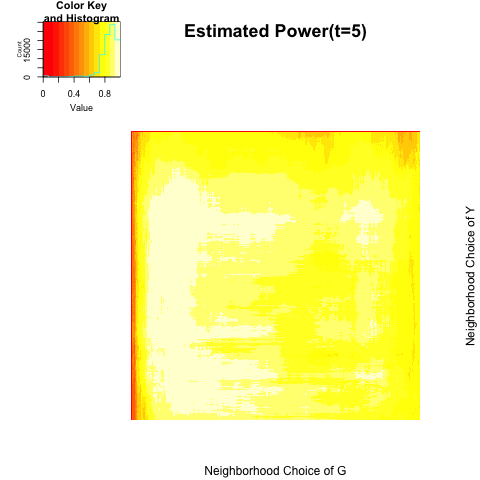 Color Key
and Histogram
Estimated Power(t=5)
Count
0 15000
0 0.4 0.8
Value
Neighborhood Choice of Y
Neighborhood Choice of G